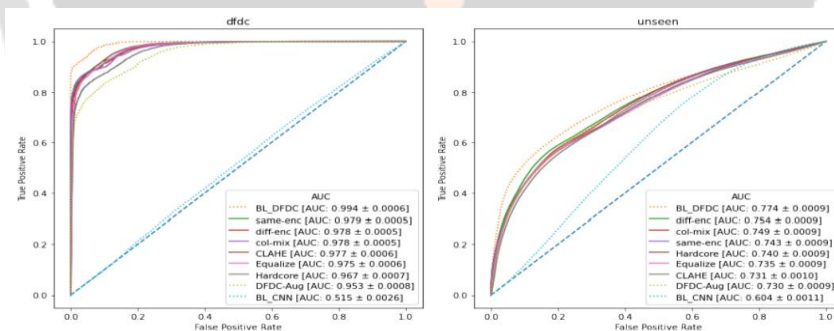 dfdc
True Positive Rate
1.0
0.8
0.6
0.4
0.2
0.0
AUC
BL_DFDC [AUC: 0.994 ± 0.0006]
same-enc [AUC: 0.979 ± 0.0005]
diff-enc [AUC: 0.978 ± 0.0005]
col-mix [AUC: 0.978 ± 0.0005]
CLAHE [AUC: 0.977 ± 0.0006]
Equalize [AUC: 0.975 ± 0.0006]
Hardcore [AUC: 0.967 ± 0.0007]
DFDC-Aug [AUC: 0.953 ± 0.0008]
BL_CNN [AUC: 0.515 ± 0.0026]
0.0 0.2 0.4 0.6 0.8 1.0
False Positive Rate
unseen
True Positive Rate
1.0
0.8
0.6
0.4
0.2
0.0
AUC
BL_DFDC [AUC: 0.774 ± 0.0009]
diff-enc [AUC: 0.754 ± 0.0009]
col-mix [AUC: 0.749 ± 0.0009]
same-enc [AUC: 0.743 ± 0.0009]
Hardcore [AUC: 0.740 ± 0.0009]
Equalize [AUC: 0.735 ± 0.0009]
CLAHE [AUC: 0.731 ± 0.0010]
DFDC-Aug [AUC: 0.730 ± 0.0009]
BL_CNN [AUC: 0.604 ± 0.0011]
0.0 0.2 0.4 0.6 0.8 1.0
False Positive Rate